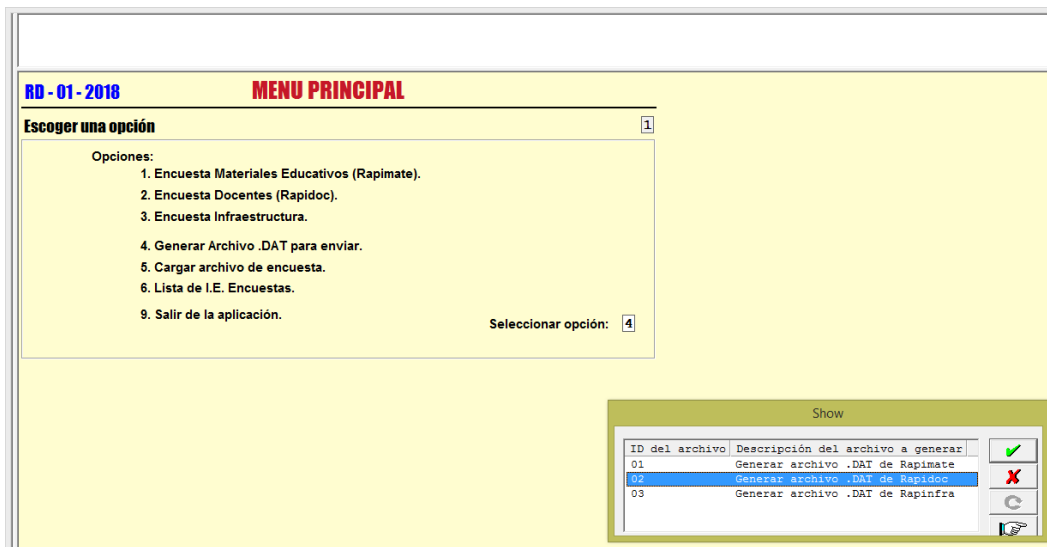 RD - 01 - 2018 MENU PRINCIPAL
Escoger una opción 1
Opciones:
1. Encuesta Materiales Educativos (Rapimate).
2. Encuesta Docentes (Rapidoc).
3. Encuesta Infraestructura.
4. Generar Archivo .DAT para enviar.
5. Cargar archivo de encuesta.
6. Lista de I.E. Encuestas.
9. Salir de la aplicación.
Seleccionar opción: 4
Show
ID del archivo Descripción del archivo a generar
01 Generar archivo .DAT de Rapimate
02 Generar archivo .DAT de Rapidoc
03 Generar archivo .DAT de Rapinfra